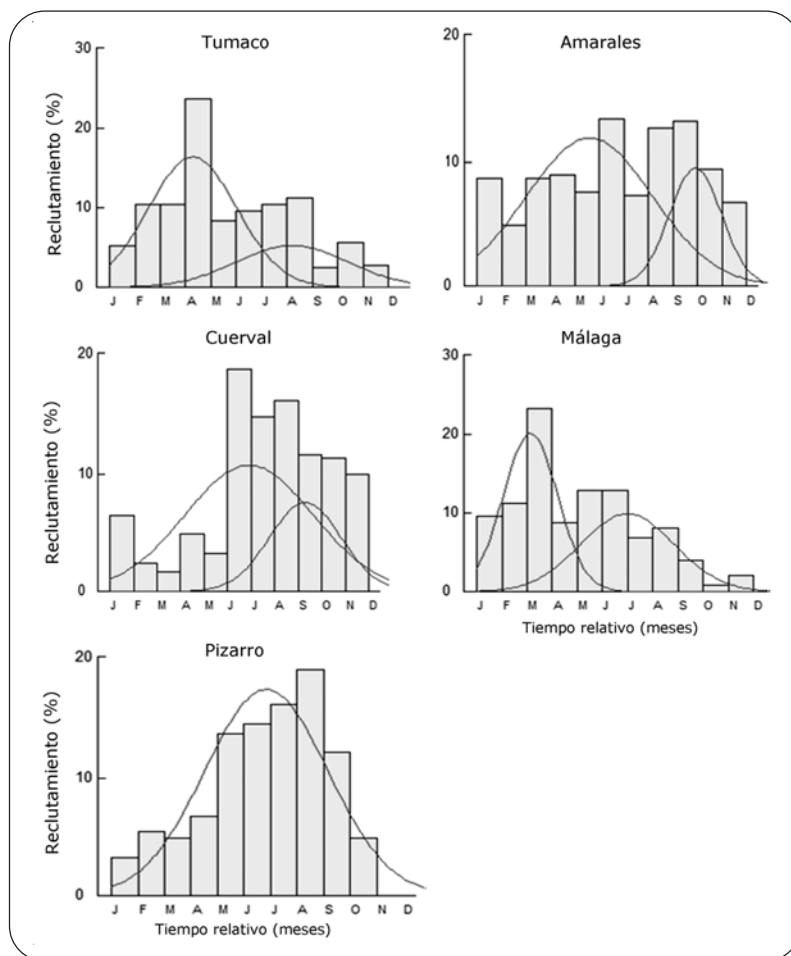 Tumaco
Reclutamiento (%)
30
20
10
0
J F M A M J J A S O N D
Amarales
20
10
0
J F M A M J J A S O N D
Cuerval
Reclutamiento (%)
20
10
0
J F M A M J J A S O N D
Málaga
30
20
10
0
J F M A M J J A S O N D
Tiempo relativo (meses)
Pizarro
Reclutamiento (%)
20
10
0
J F M A M J J A S O N D
Tiempo relativo (meses)